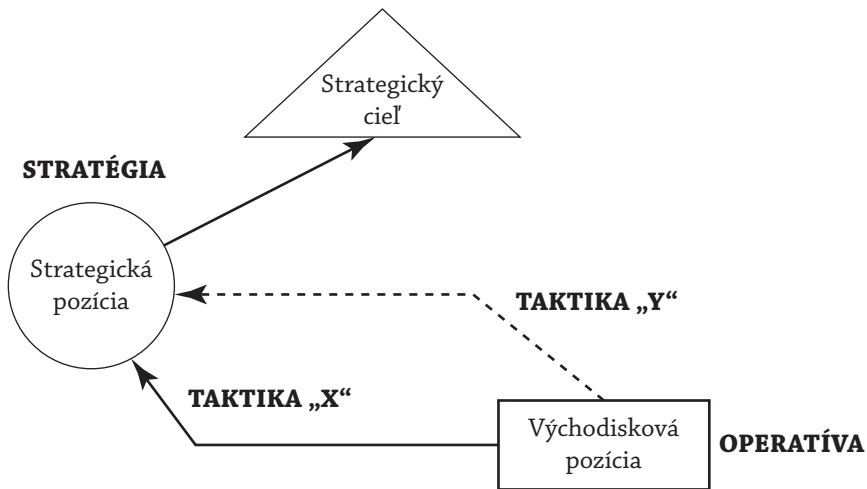 Strategický
cieľ
STRATÉGIA
Strategická
pozícia
TAKTIKA „Y“
TAKTIKA „X“
Východisková
pozícia
OPERATÍVA